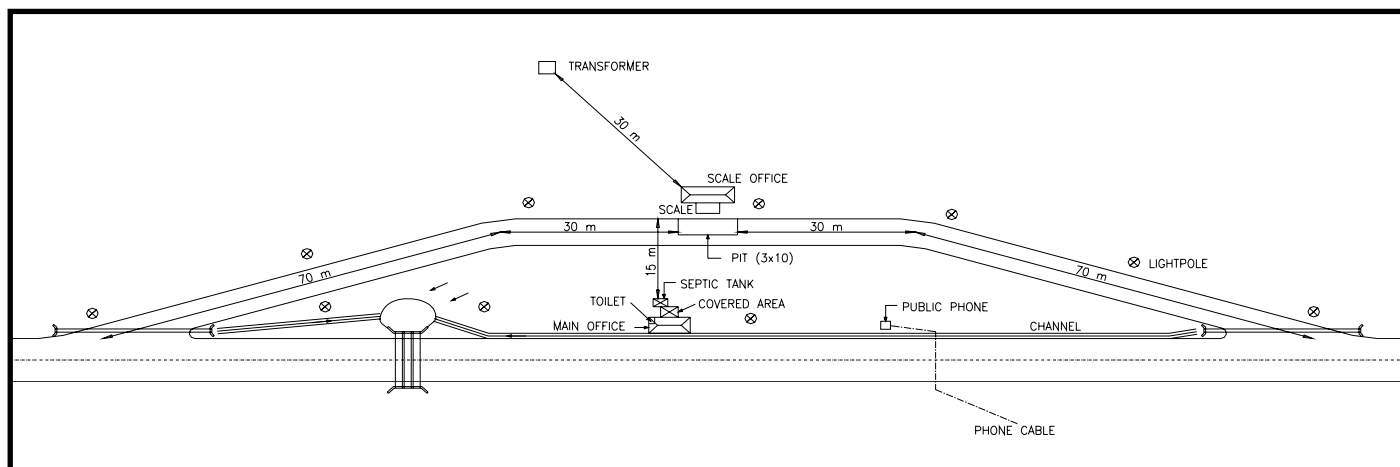 TRANSFORMER
30 m
SCALE OFFICE
SCALE
30 m
30 m
15 m
PIT (3x10)
70 m
70 m
LIGHTPOLE
SEPTIC TANK
TOILET
COVERED AREA
MAIN OFFICE
PUBLIC PHONE
CHANNEL
PHONE CABLE